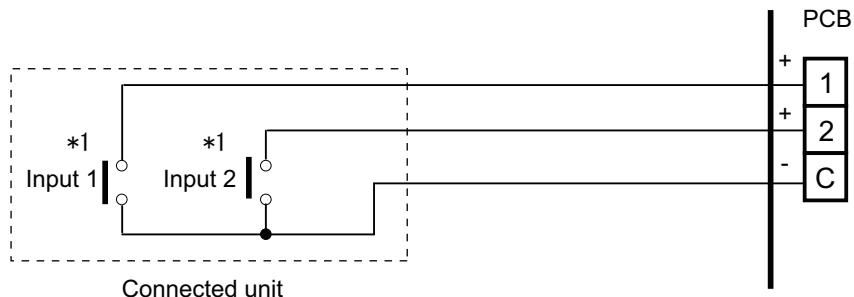 PCB
+
1
+
2
-
C
*1
*1
Input 1
Input 2
Connected unit